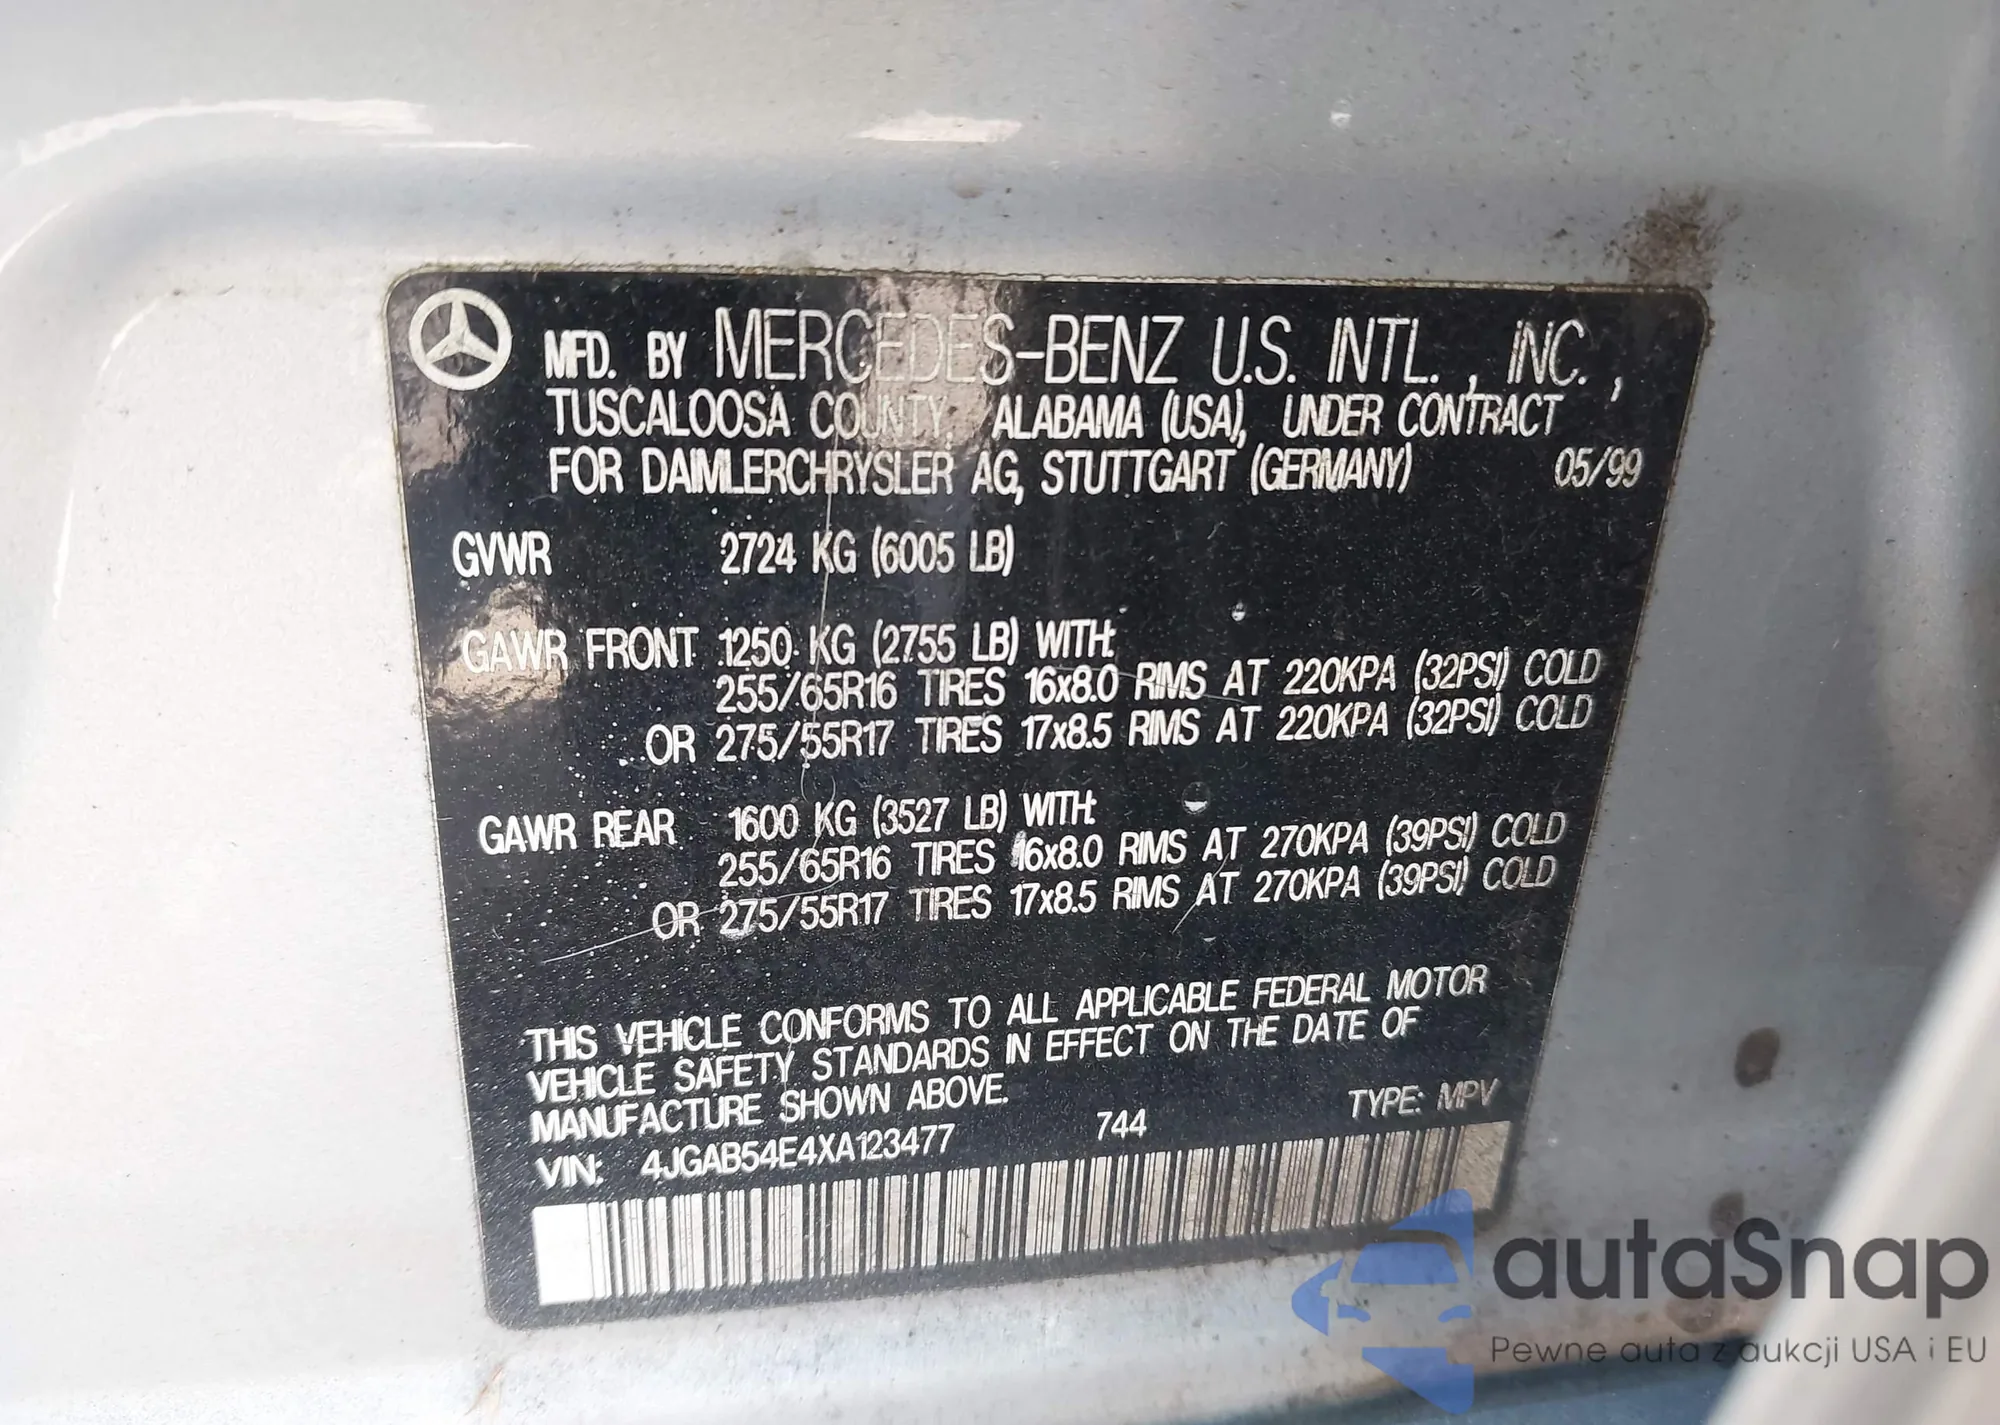 MFD. BY MERCEDES-BENZ U.S. INTL., INC.,
TUSCALOOSA COUNTY, ALABAMA (USA), UNDER CONTRACT
FOR DAIMLERCHRYSLER AG, STUTTGART (GERMANY) 05/99
GVWR 2724 KG (6005 LB)
GAWR FRONT 1250 KG (2755 LB) WITH:
255/65R16 TIRES 16x8.0 RIMS AT 220KPA (32PSI) COLD
OR 275/55R17 TIRES 17x8.5 RIMS AT 220KPA (32PSI) COLD
GAWR REAR 1600 KG (3527 LB) WITH:
255/65R16 TIRES 16x8.0 RIMS AT 270KPA (39PSI) COLD
OR 275/55R17 TIRES 17x8.5 RIMS AT 270KPA (39PSI) COLD
THIS VEHICLE CONFORMS TO ALL APPLICABLE FEDERAL MOTOR
VEHICLE SAFETY STANDARDS IN EFFECT ON THE DATE OF
MANUFACTURE SHOWN ABOVE.
VIN: 4JGAB54E4XA123477 744 TYPE: MPV
autaSnap
Pewne auta z aukcji USA i EU